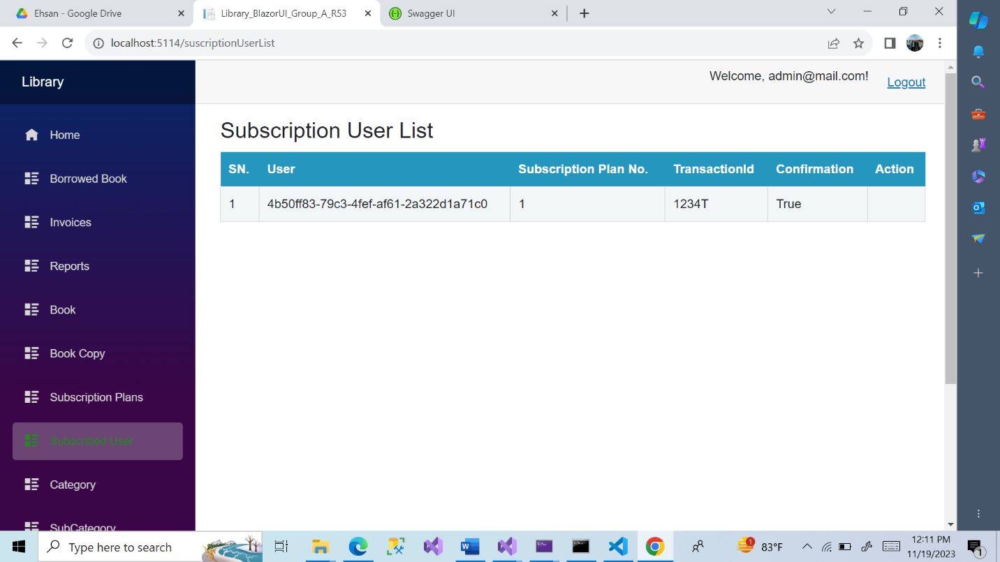 Ehsan - Google Drive
Library_BlazorUI_Group_A_R53
Swagger UI
localhost:5114/suscriptionUserList
Library
Welcome, admin@mail.com!
Logout
Home
Borrowed Book
Invoices
Reports
Book
Book Copy
Subscription Plans
Subscribed User
Category
SubCategory
Subscription User List
SN. User Subscription Plan No. TransactionId Confirmation Action
1 4b50ff83-79c3-4fef-af61-2a322d1a71c0 1 1234T True
Type here to search
1
83°F
12:11 PM
11/19/2023
1